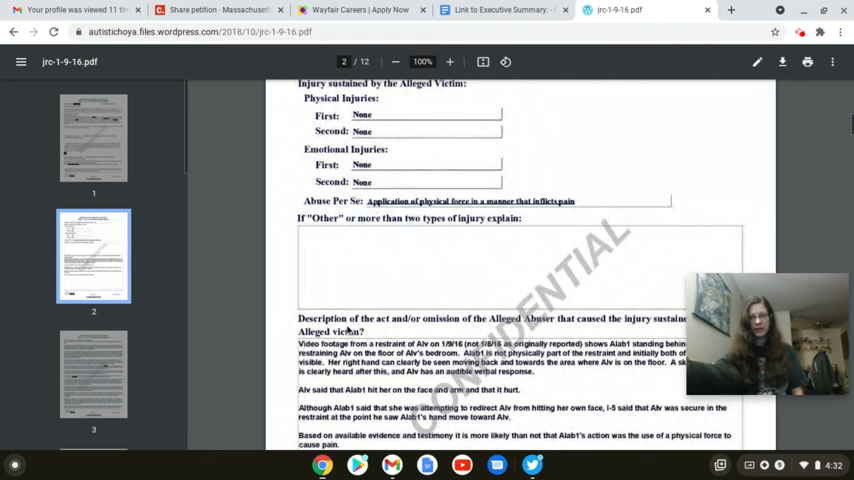 Your profile was viewed 11 tim
Share petition · Massachuset
Wayfair Careers | Apply Now
Link to Executive Summary: -
jrc-1-9-16.pdf
autistichoya.files.wordpress.com/2018/10/jrc-1-9-16.pdf
jrc-1-9-16.pdf
2 / 12
100%
Injury sustained by the Alleged Victim:
Physical Injuries:
First: None
Second: None
Emotional Injuries:
First: None
Second: None
Abuse Per Se: Application of physical force in a manner that inflicts pain
If "Other" or more than two types of injury explain:
Description of the act and/or omission of the Alleged Abuser that caused the injury sustaine
Alleged victim?
Video footage from a restraint of Alv on 1/9/16 (not 1/8/16 as originally reported) shows Alab1 standing behin
restraining Alv on the floor of Alv's bedroom. Alab1 is not physically part of the restraint and initially both of
visible. Her right hand can clearly be seen moving back and towards the area where Alv is on the floor. A s
is clearly heard after this, and Alv has an audible verbal response.
Alv said that Alab1 hit her on the face and arm and that it hurt.
Although Alab1 said that she was attempting to redirect Alv from hitting her own face, I-5 said that Alv was secure in the
restraint at the point he saw Alab1's hand move toward Alv.
Based on available evidence and testimony it is more likely than not that Alab1's action was the use of a physical force to
cause pain.
CONFIDENTIAL
1
2
3
4:32